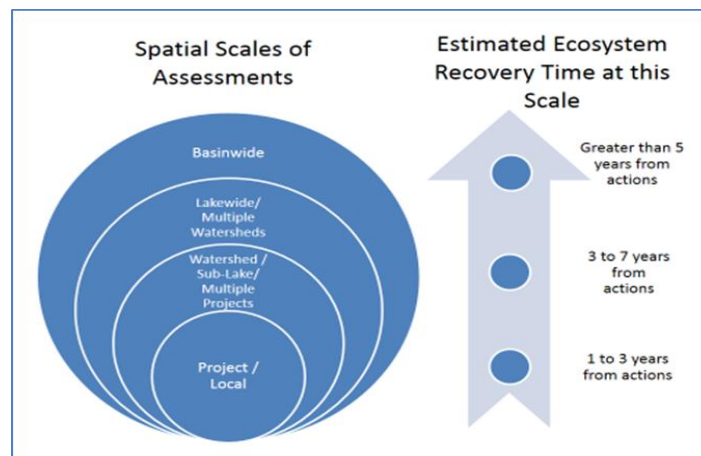 Spatial Scales of
Assessments
Basinwide
Lakewide/
Multiple
Watersheds
Watershed /
Sub-Lake/
Multiple
Projects
Project /
Local
Estimated Ecosystem
Recovery Time at this
Scale
Greater than 5
years from
actions
3 to 7 years
from
actions
1 to 3 years
from actions